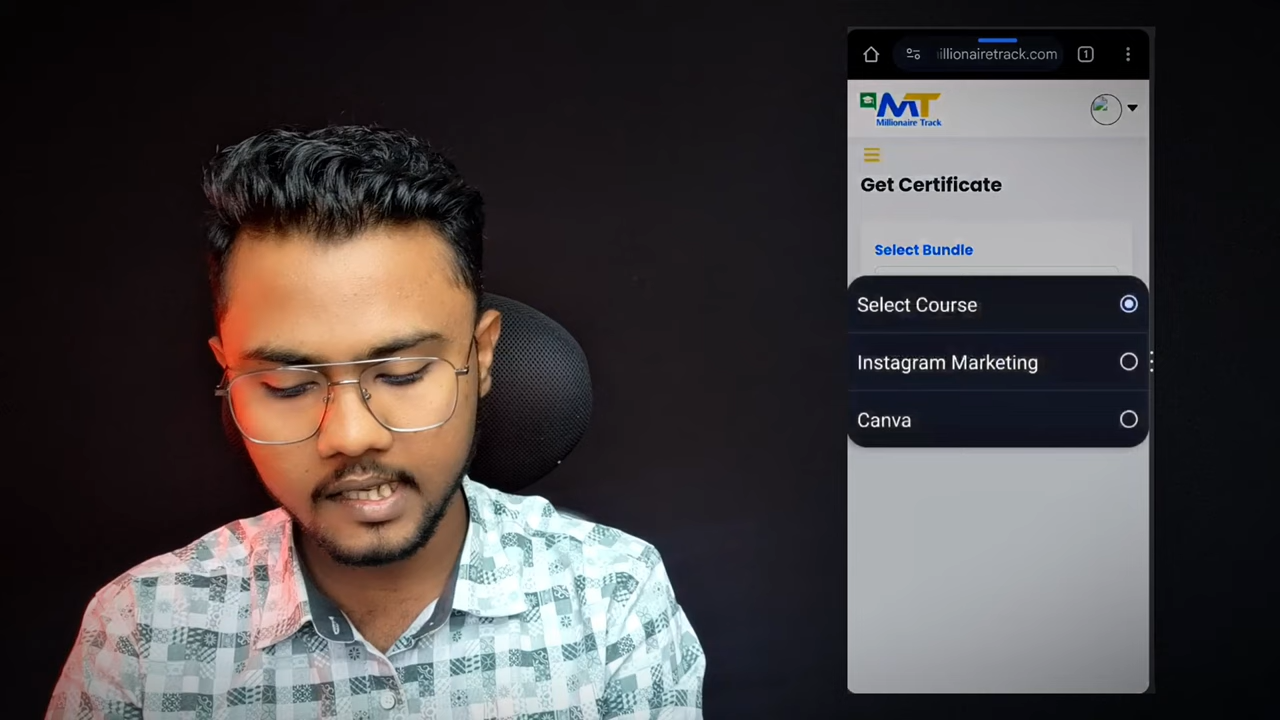 illionairetrack.com
1
MT
Millionaire Track
Get Certificate
Select Bundle
Select Course
Instagram Marketing
Canva